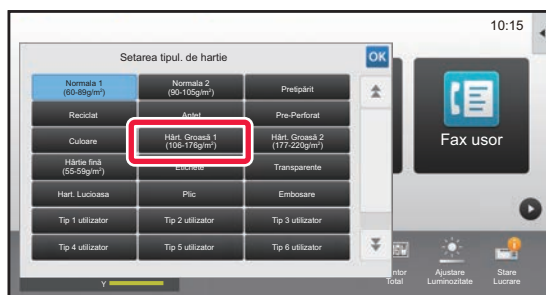 10:15
Setarea tipul. de hartie
OK
Normala 1
(60-89g/m²)
Normala 2
(90-105g/m²)
Pretipărit
Reciclat
Antet
Pre-Perforat
Culoare
Hârt. Groasă 1
(106-176g/m²)
Hârt. Groasă 2
(177-220g/m²)
Hârtie fină
(55-59g/m²)
Etichete
Transparente
Hart. Lucioasa
Plic
Embosare
Tip 1 utilizator
Tip 2 utilizator
Tip 3 utilizator
Tip 4 utilizator
Tip 5 utilizator
Tip 6 utilizator
Fax usor
Total
Ajustare
Luminozitate
Stare
Lucrare
Y